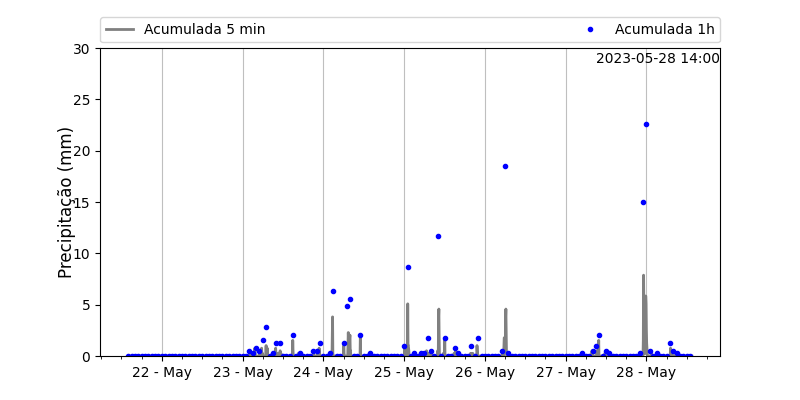 Acumulada 5 min
Acumulada 1h
2023-05-28 14:00
Precipitação (mm)
30
25
20
15
10
5
0
22 - May
23 - May
24 - May
25 - May
26 - May
27 - May
28 - May